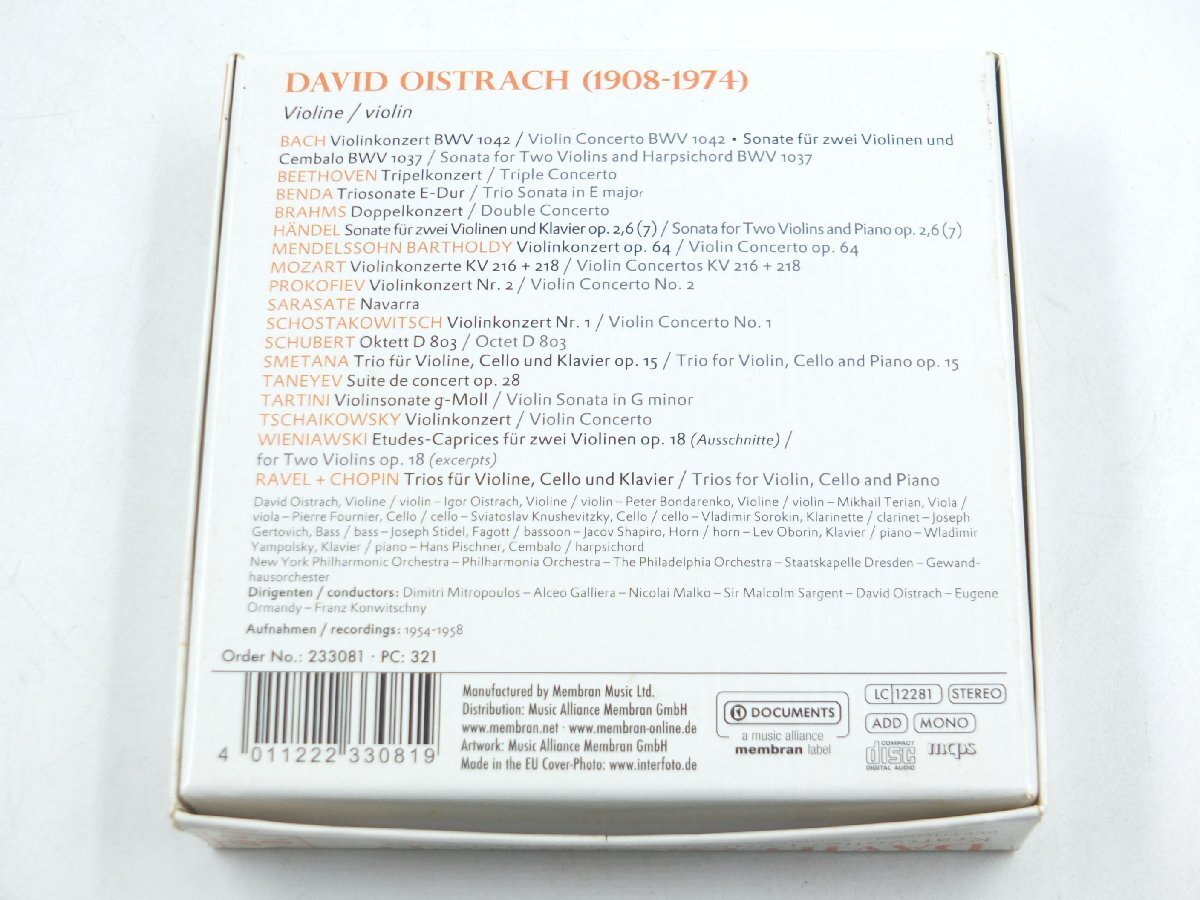 DAVID OISTRACH (1908-1974)
Violine / violin
BACH Violinkonzert BWV 1042 / Violin Concerto BWV 1042 • Sonate für zwei Violinen und
Cembalo BWV 1037 / Sonata for Two Violins and Harpsichord BWV 1037
BEETHOVEN Tripelkonzert / Triple Concerto
BENDA Triosonate E-Dur / Trio Sonata in E major
BRAHMS Doppelkonzert / Double Concerto
HÄNDEL Sonate für zwei Violinen und Klavier op. 2,6 (7) / Sonata for Two Violins and Piano op. 2,6 (7)
MENDELSSOHN BARTHOLDY Violinkonzert op. 64 / Violin Concerto op. 64
MOZART Violinkonzerte KV 216 + 218 / Violin Concertos KV 216 + 218
PROKOFIEV Violinkonzert Nr. 2 / Violin Concerto No. 2
SARASATE Navarra
SCHOSTAKOWITSCH Violinkonzert Nr. 1 / Violin Concerto No. 1
SCHUBERT Oktett D 803 / Octet D 803
SMETANA Trio für Violine, Cello und Klavier op. 15 / Trio for Violin, Cello and Piano op. 15
TANEYEV Suite de concert op. 28
TARTINI Violinsonate g-Moll / Violin Sonata in G minor
TSCHAIKOWSKY Violinkonzert / Violin Concerto
WIENIAWSKI Etudes-Caprices für zwei Violinen op. 18 (Ausschnitte) /
for Two Violins op. 18 (excerpts)
RAVEL + CHOPIN Trios für Violine, Cello und Klavier / Trios for Violin, Cello and Piano
David Oistrach, Violine / violin – Igor Oistrach, Violine / violin – Peter Bondarenko, Violine / violin – Mikhail Terian, Viola /
viola – Pierre Fournier, Cello / cello – Sviatoslav Knushevitzky, Cello / cello – Vladimir Sorokin, Klarinette / clarinet – Joseph
Gertovich, Bass / bass – Joseph Stidel, Fagott / bassoon – Jacov Shapiro, Horn / horn – Lev Oborin, Klavier / piano – Wladimir
Yampolsky, Klavier / piano – Hans Pischner, Cembalo / harpsichord
New York Philharmonic Orchestra – Philharmonia Orchestra – The Philadelphia Orchestra – Staatskapelle Dresden – Gewand-
hausorchester
Dirigenten / conductors: Dimitri Mitropoulos – Alceo Galliera – Nicolai Malko – Sir Malcolm Sargent – David Oistrach – Eugene
Ormandy – Franz Konwitschny
Aufnahmen / recordings: 1954-1958
Order No.: 233081 · PC: 321
4 011222 330819
Manufactured by Membran Music Ltd.
Distribution: Music Alliance Membran GmbH
www.membran.net · www.membran-online.de
Artwork: Music Alliance Membran GmbH
Made in the EU Cover-Photo: www.interfoto.de
DOCUMENTS
a music alliance
membran label
LC 12281 STEREO
ADD MONO
COMPACT
disc
DIGITAL AUDIO
mcps
DAVID